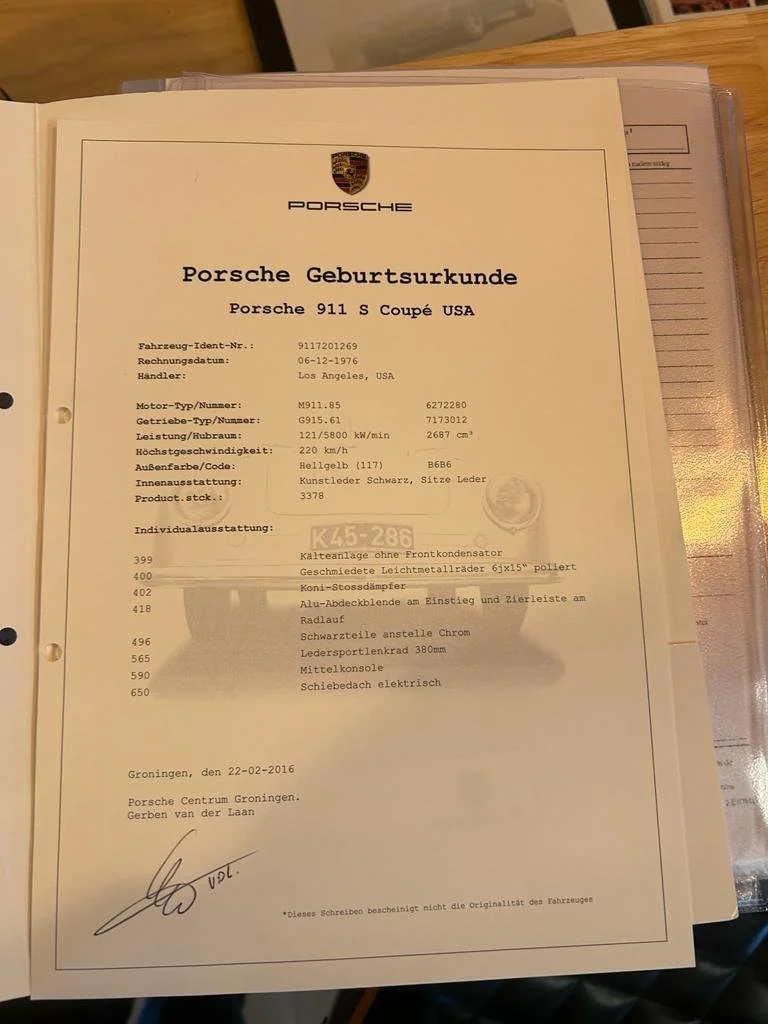 PORSCHE
Porsche Geburtsurkunde
Porsche 911 S Coupé USA
Fahrzeug-Ident-Nr.: 9117201269
Rechnungsdatum: 06-12-1976
Händler: Los Angeles, USA
Motor-Typ/Nummer: M911.85 6272280
Getriebe-Typ/Nummer: G915.61 7173012
Leistung/Hubraum: 121/5800 kW/min 2687 cm³
Höchstgeschwindigkeit: 220 km/h
Außenfarbe/Code: Hellgelb (117) B6B6
Innenausstattung: Kunstleder Schwarz, Sitze Leder
Product.stck.: 3378
Individualausstattung:
K45-286
399 Kälteanlage ohne Frontkondensator
400 Geschmiedete Leichtmetallräder 6jx15“ poliert
402 Koni-Stossdämpfer
418 Alu-Abdeckblende am Einstieg und Zierleiste am
Radlauf
496 Schwarzteile anstelle Chrom
565 Ledersportlenkrad 380mm
590 Mittelkonsole
650 Schiebedach elektrisch
Groningen, den 22-02-2016
Porsche Centrum Groningen.
Gerben van der Laan
VDL.
*Dieses Schreiben bescheinigt nicht die Originalität des Fahrzeuges